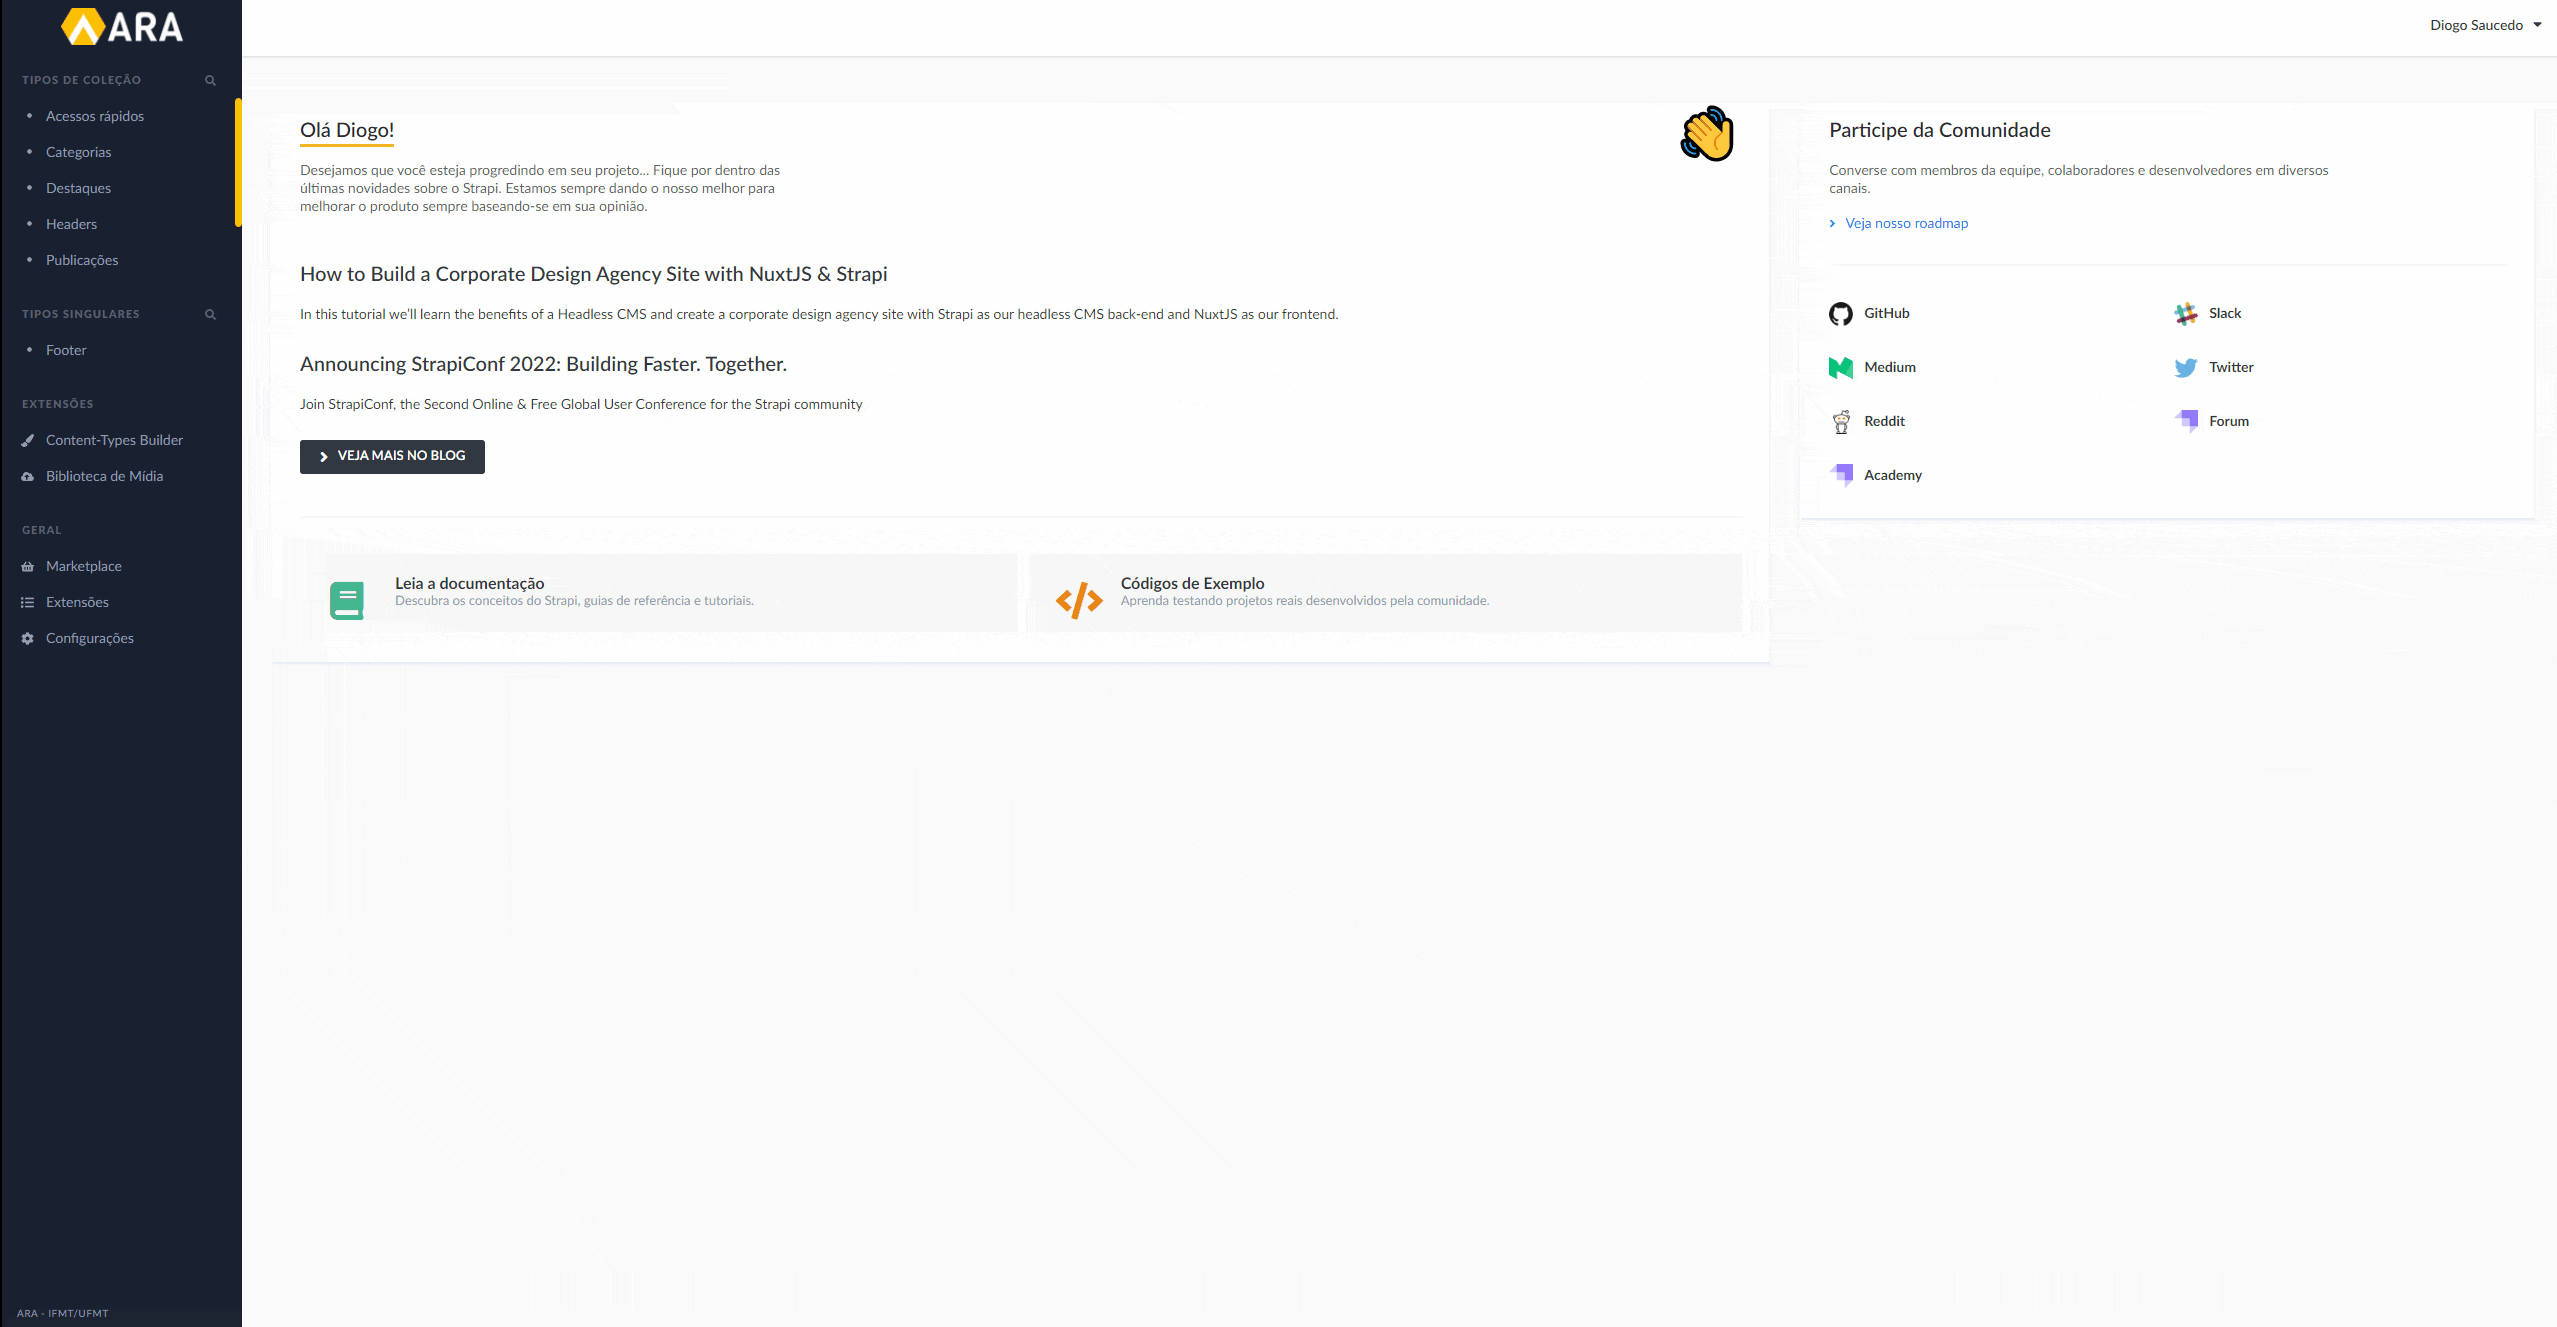 ARA
TIPOS DE COLEÇÃO
Acessos rápidos
Categorias
Destaques
Headers
Publicações
TIPOS SINGULARES
Footer
EXTENSÕES
Content-Types Builder
Biblioteca de Mídia
GERAL
Marketplace
Extensões
Configurações
ARA - IFMT/UFMT
Diogo Saucedo
Olá Diogo!
Desejamos que você esteja progredindo em seu projeto... Fique por dentro das
últimas novidades sobre o Strapi. Estamos sempre dando o nosso melhor para
melhorar o produto sempre baseando-se em sua opinião.
How to Build a Corporate Design Agency Site with NuxtJS & Strapi
In this tutorial we'll learn the benefits of a Headless CMS and create a corporate design agency site with Strapi as our headless CMS back-end and NuxtJS as our frontend.
Announcing StrapiConf 2022: Building Faster. Together.
Join StrapiConf, the Second Online & Free Global User Conference for the Strapi community
VEJA MAIS NO BLOG
Leia a documentação
Descubra os conceitos do Strapi, guias de referência e tutoriais.
Códigos de Exemplo
Aprenda testando projetos reais desenvolvidos pela comunidade.
Participe da Comunidade
Converse com membros da equipe, colaboradores e desenvolvedores em diversos
canais.
Veja nosso roadmap
GitHub
Slack
Medium
Twitter
Reddit
Forum
Academy